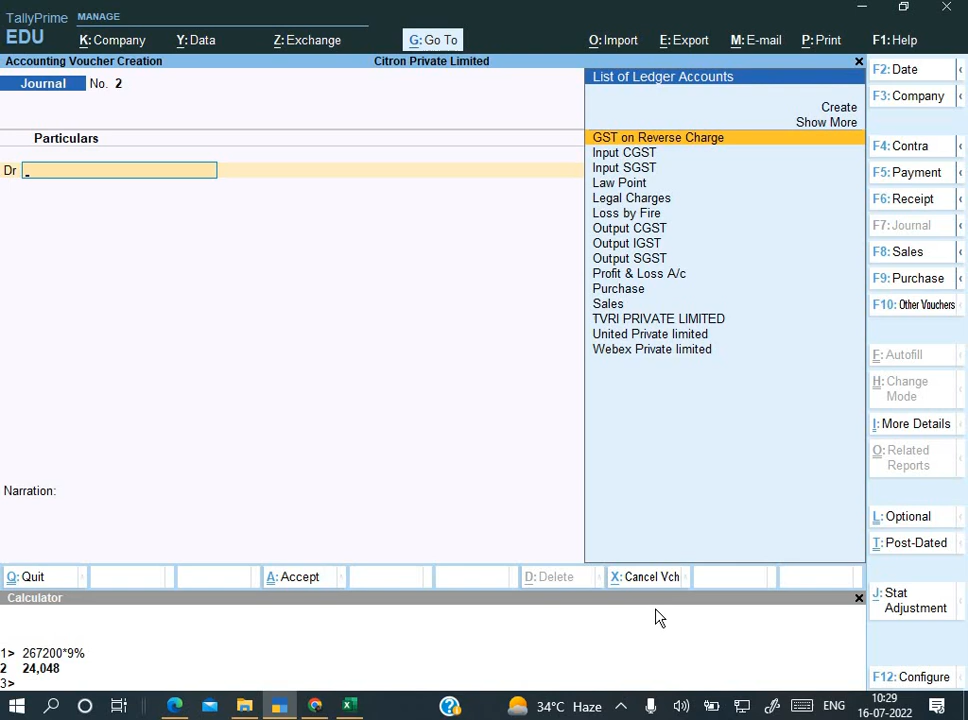 TallyPrime MANAGE
EDU K:Company Y:Data Z:Exchange G:Go To O:Import E:Export M:E-mail P:Print F1:Help
Accounting Voucher Creation Citron Private Limited
Journal No. 2
Particulars
Dr
Narration:
List of Ledger Accounts
Create
Show More
GST on Reverse Charge
Input CGST
Input SGST
Law Point
Legal Charges
Loss by Fire
Output CGST
Output IGST
Output SGST
Profit & Loss A/c
Purchase
Sales
TVRI PRIVATE LIMITED
United Private limited
Webex Private limited
F2:Date
F3:Company
F4:Contra
F5:Payment
F6:Receipt
F7:Journal
F8:Sales
F9:Purchase
F10:Other Vouchers
F:Autofill
H:Change
Mode
I:More Details
O:Related
Reports
L:Optional
T:Post-Dated
J:Stat
Adjustment
F12:Configure
Q:Quit A:Accept D:Delete X:Cancel Vch
Calculator
1> 267200*9%
2 24,048
3>
34°C Haze ENG 10:29
16-07-2022